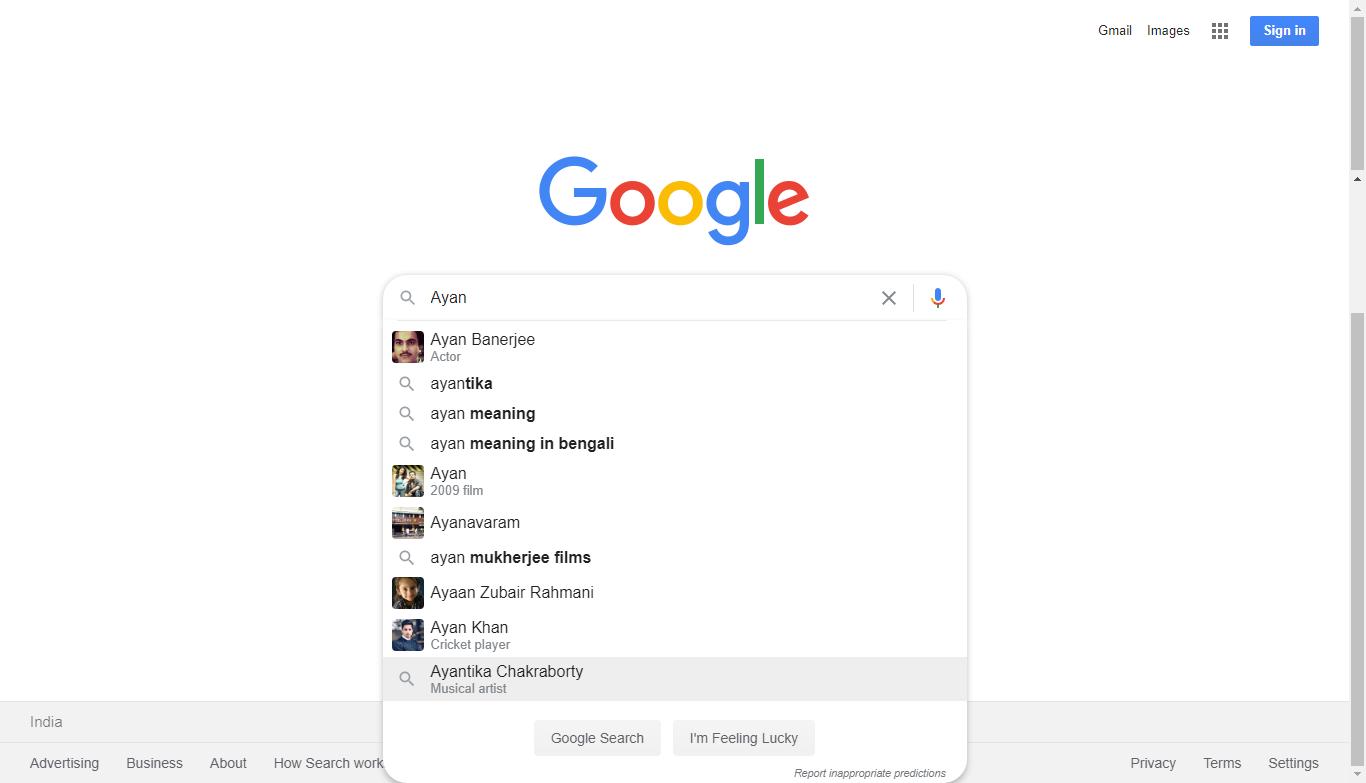 Gmail Images Sign in
Google
Ayan
Ayan Banerjee
Actor
ayantika
ayan meaning
ayan meaning in bengali
Ayan
2009 film
Ayanavaram
ayan mukherjee films
Ayaan Zubair Rahmani
Ayan Khan
Cricket player
Ayantika Chakraborty
Musical artist
Google Search I'm Feeling Lucky
Report inappropriate predictions
India
Advertising Business About How Search work Privacy Terms Settings